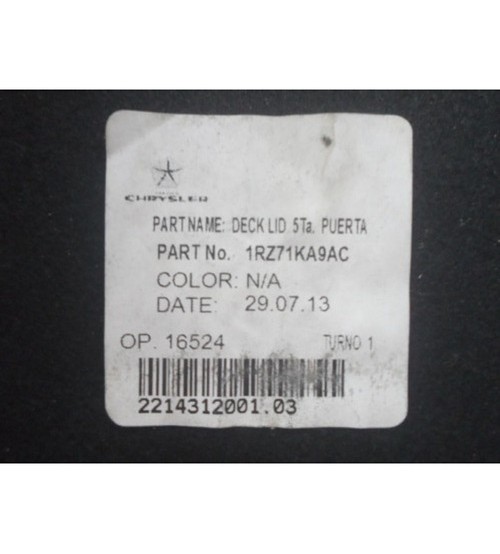 CHRYSLER
PART NAME: DECK LID 5Ta. PUERTA
PART No. 1RZ71KA9AC
COLOR: N/A
DATE: 29.07.13
OP. 16524 TURNO 1
2214312001.03